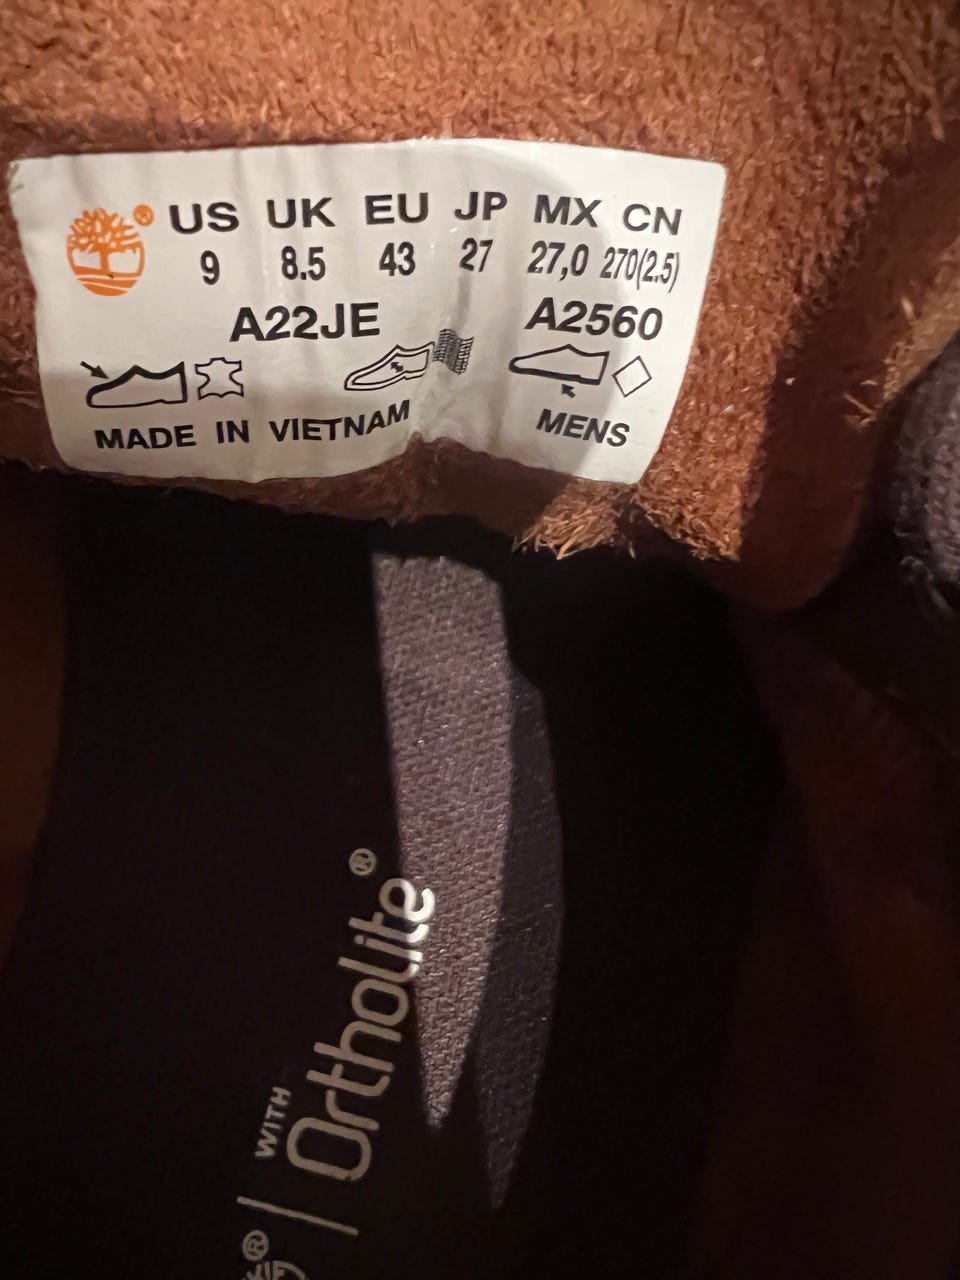 US UK EU JP MX CN
9 8.5 43 27 27,0 270(2.5)
A22JE A2560
MADE IN VIETNAM MENS
WITH
OrthoLite®